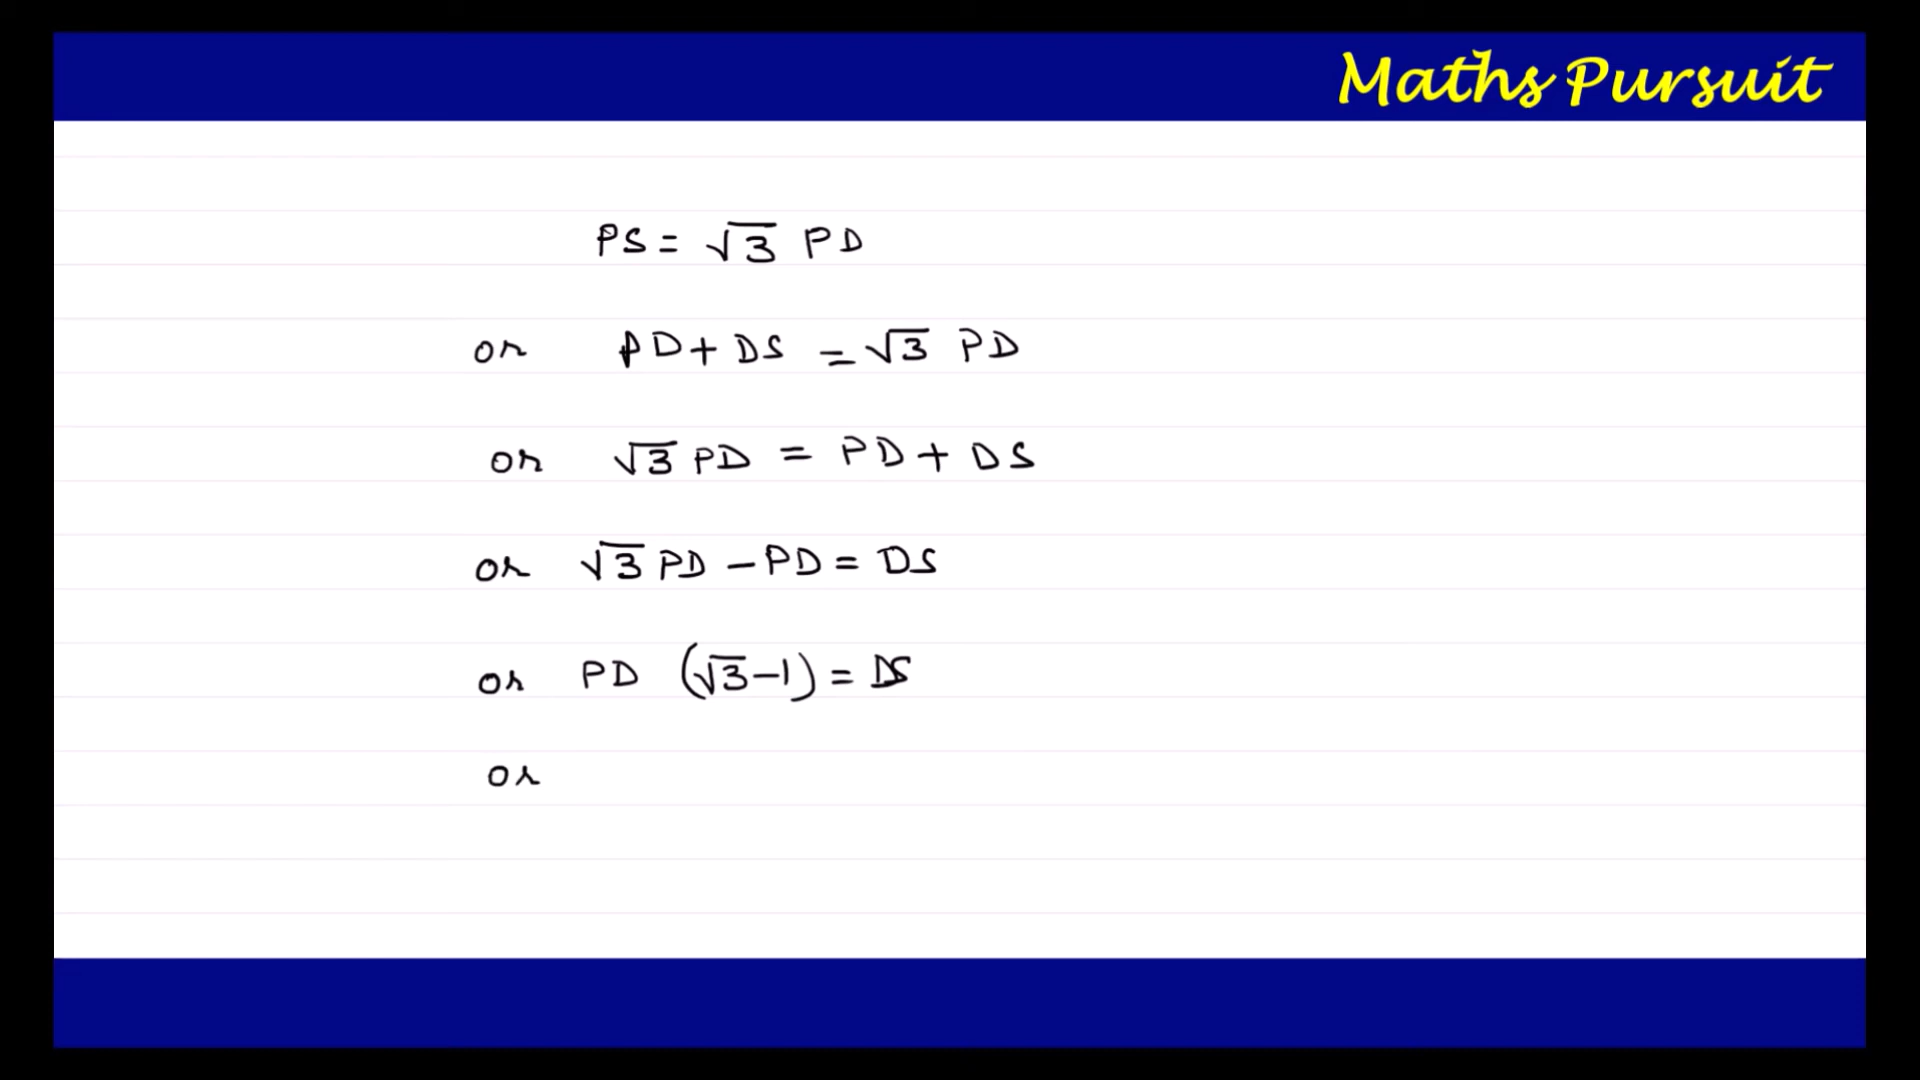 Maths Pursuit
PS = √3 PD
or PD + DS = √3 PD
or √3 PD = PD + DS
or √3 PD - PD = DS
or PD (√3-1) = DS
or